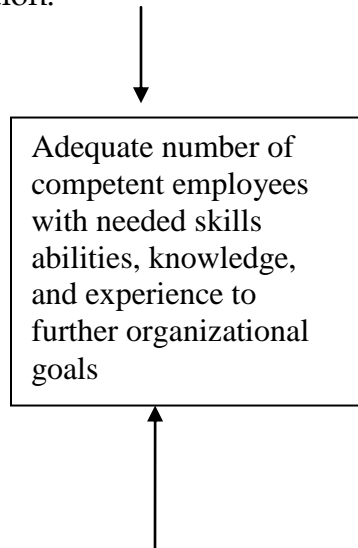 Adequate number of
competent employees
with needed skills
abilities, knowledge,
and experience to
further organizational
goals